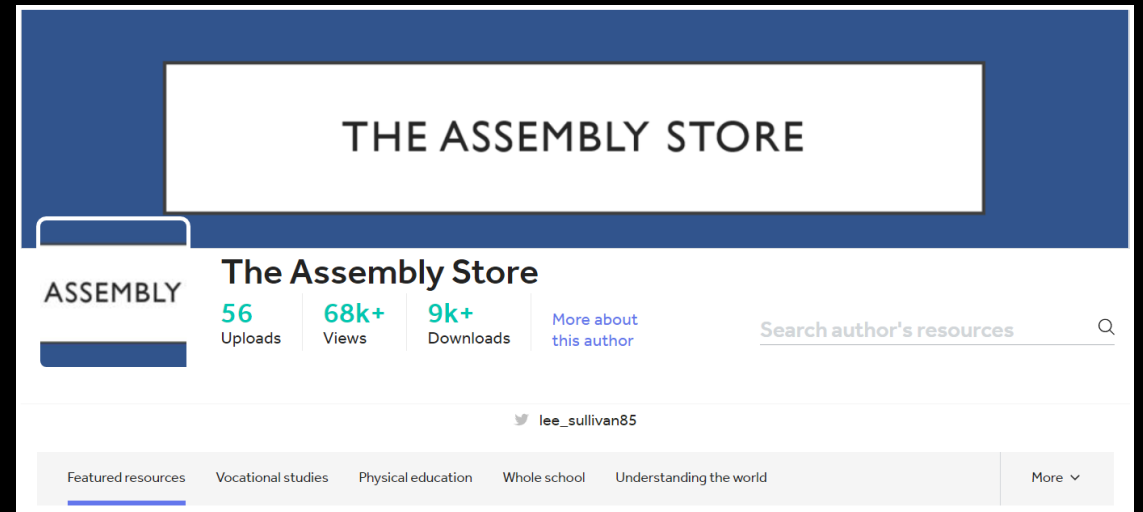 THE ASSEMBLY STORE
ASSEMBLY
The Assembly Store
56
Uploads
68k+
Views
9k+
Downloads
More about
this author
Search author's resources
lee_sullivan85
Featured resources
Vocational studies
Physical education
Whole school
Understanding the world
More